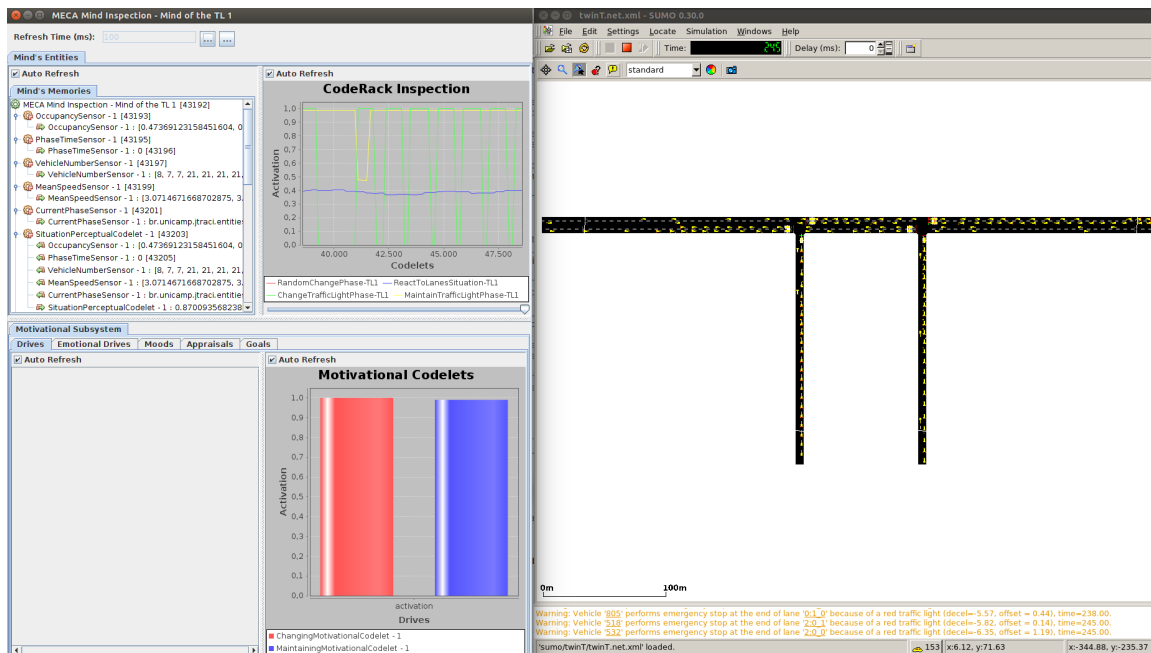 MECA Mind Inspection - Mind of the TL 1
Refresh Time (ms): 100 ... ...
Mind's Entities
Auto Refresh
Mind's Memories
MECA Mind Inspection - Mind of the TL 1 [43192]
OccupancySensor - 1 [43193]
OccupancySensor - 1 : [0.47369123158451604, 0
PhaseTimeSensor - 1 [43195]
PhaseTimeSensor - 1 : 0 [43196]
VehicleNumberSensor - 1 [43197]
VehicleNumberSensor - 1 : [8, 7, 7, 21, 21, 21, 21,
MeanSpeedSensor - 1 [43199]
MeanSpeedSensor - 1 : [3.0714671668702875, 3.
CurrentPhaseSensor - 1 [43201]
CurrentPhaseSensor - 1 : br.unicamp.jtraci.entities
SituationPerceptualCodelet - 1 [43203]
OccupancySensor - 1 : [0.47369123158451604, 0
PhaseTimeSensor - 1 : 0 [43205]
VehicleNumberSensor - 1 : [8, 7, 7, 21, 21, 21, 21,
MeanSpeedSensor - 1 : [3.0714671668702875, 3.
CurrentPhaseSensor - 1 : br.unicamp.jtraci.entities
SituationPerceptualCodelet - 1 : 0.870093568238
Auto Refresh
CodeRack Inspection
Activation
1,0
0,9
0,8
0,7
0,6
0,5
0,4
0,3
0,2
0,1
0,0
40.000 42.500 45.000 47.500
Codelets
RandomChangePhase-TL1 ReactToLanesSituation-TL1
ChangeTrafficLightPhase-TL1 MaintainTrafficLightPhase-TL1
Motivational Subsystem
Drives Emotional Drives Moods Appraisals Goals
Auto Refresh
Auto Refresh
Motivational Codelets
Activation
1,0
0,9
0,8
0,7
0,6
0,5
0,4
0,3
0,2
0,1
0,0
activation
Drives
ChangingMotivationalCodelet - 1
MaintainingMotivationalCodelet - 1
twinT.net.xml - SUMO 0.30.0
File Edit Settings Locate Simulation Windows Help
Time: 245 Delay (ms): 0
standard
0m 100m
Warning: Vehicle '805' performs emergency stop at the end of lane '0:1_0' because of a red traffic light (decel=-5.57, offset = 0.44), time=238.00.
Warning: Vehicle '518' performs emergency stop at the end of lane '2:0_1' because of a red traffic light (decel=-5.82, offset = 0.14), time=245.00.
Warning: Vehicle '532' performs emergency stop at the end of lane '2:0_0' because of a red traffic light (decel=-6.35, offset = 1.19), time=245.00.
'sumo/twinT/twinT.net.xml' loaded. 153 x:6.12, y:71.63 x:-344.88, y:-235.37